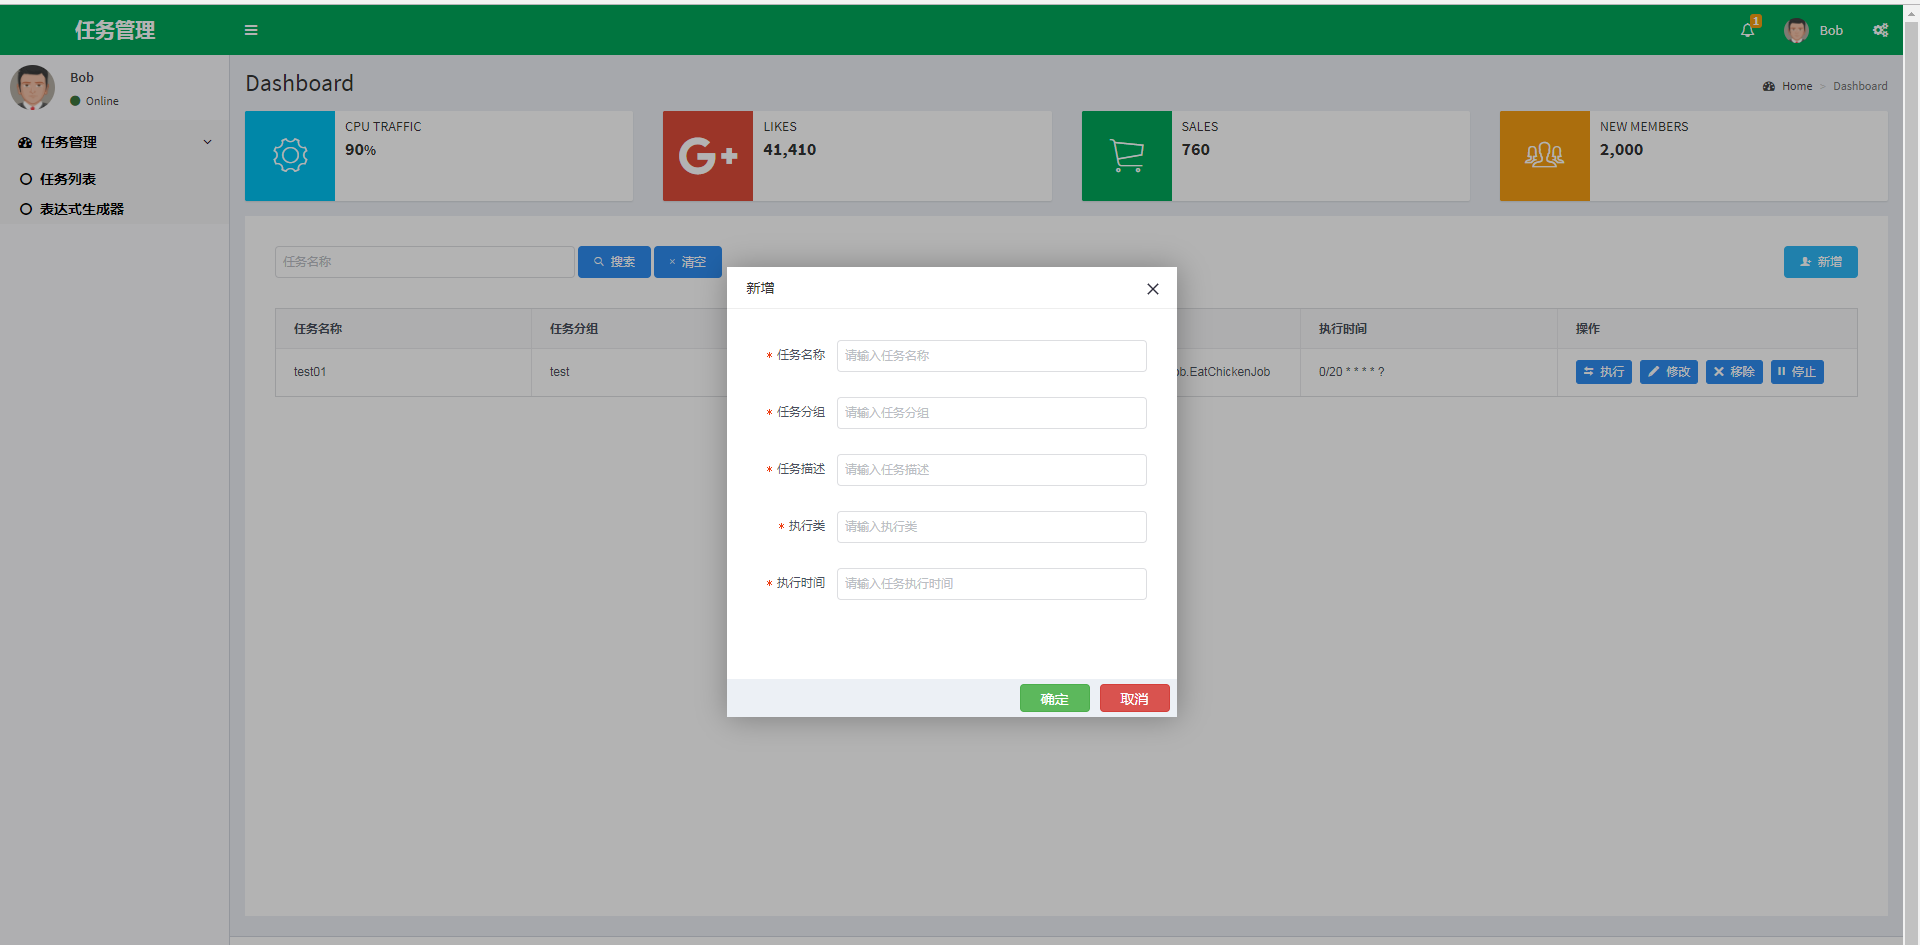 任务管理
1
Bob
Bob
Online
Dashboard
Home > Dashboard
任务管理
任务列表
表达式生成器
CPU TRAFFIC
90%
G+
LIKES
41,410
SALES
760
NEW MEMBERS
2,000
任务名称
搜索
× 清空
新增
任务名称
任务分组
执行时间
操作
test01
test
ob.EatChickenJob
0/20 * * * * ?
执行
修改
移除
停止
新增
* 任务名称
请输入任务名称
* 任务分组
请输入任务分组
* 任务描述
请输入任务描述
* 执行类
请输入执行类
* 执行时间
请输入任务执行时间
确定
取消